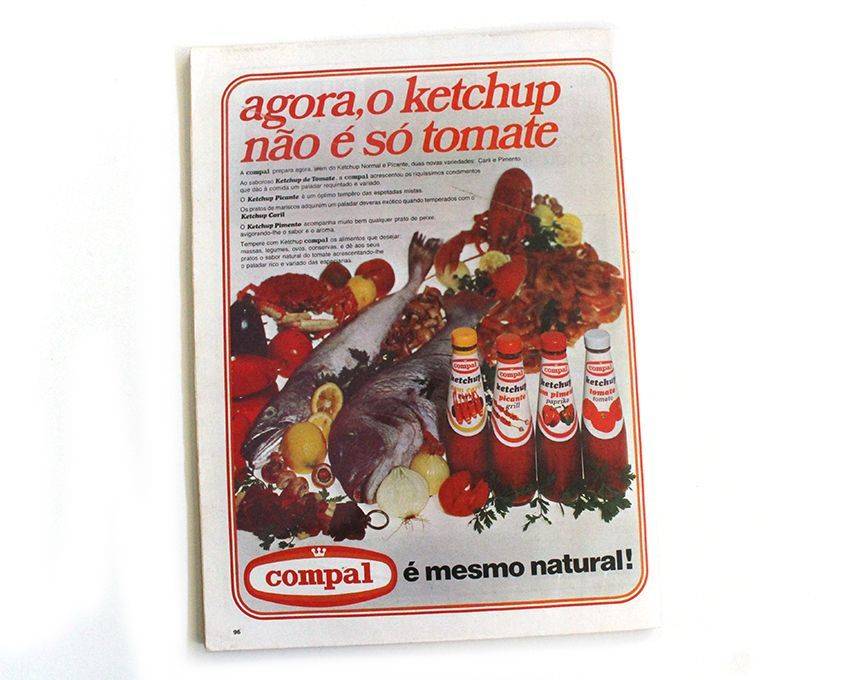 agora,o ketchup
não é só tomate
A compal prepara agora, além do Ketchup Normal e Picante, duas novas variedades: Caril e Pimento.
Ao saboroso Ketchup de Tomate, a compal acrescentou os riquíssimos condimentos
que dão à comida um paladar requintado e variado.
O Ketchup Picante é um óptimo tempêro das espetadas mistas.
Os pratos de mariscos adquirem um paladar deveras exótico quando temperados com o
Ketchup Caril
O Ketchup Pimento acompanha muito bem qualquer prato de peixe,
avigorando-lhe o sabor e o aroma.
Tempere com Ketchup compal os alimentos que desejar:
massas, legumes, ovos, conservas, e dê aos seus
pratos o sabor natural do tomate acrescentando-lhe
o paladar rico e variado das especiarias.
compal
ketchup
compal
ketchup
picante
grill
compal
ketchup
paprika
compal
ketchup
tomate
tomato
compal é mesmo natural!
96